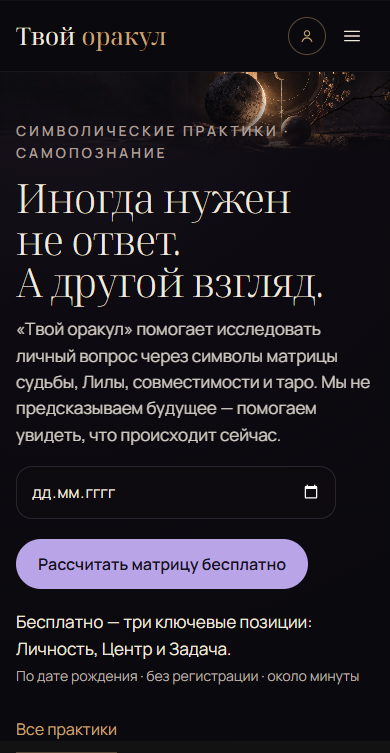 Твой оракул
СИМВОЛИЧЕСКИЕ ПРАКТИКИ ·
САМОПОЗНАНИЕ
Иногда нужен
не ответ.
А другой взгляд.
«Твой оракул» помогает исследовать
личный вопрос через символы матрицы
судьбы, Лилы, совместимости и таро. Мы не
предсказываем будущее — помогаем
увидеть, что происходит сейчас.
дд.мм.гггг
Рассчитать матрицу бесплатно
Бесплатно — три ключевые позиции:
Личность, Центр и Задача.
По дате рождения · без регистрации · около минуты
Все практики